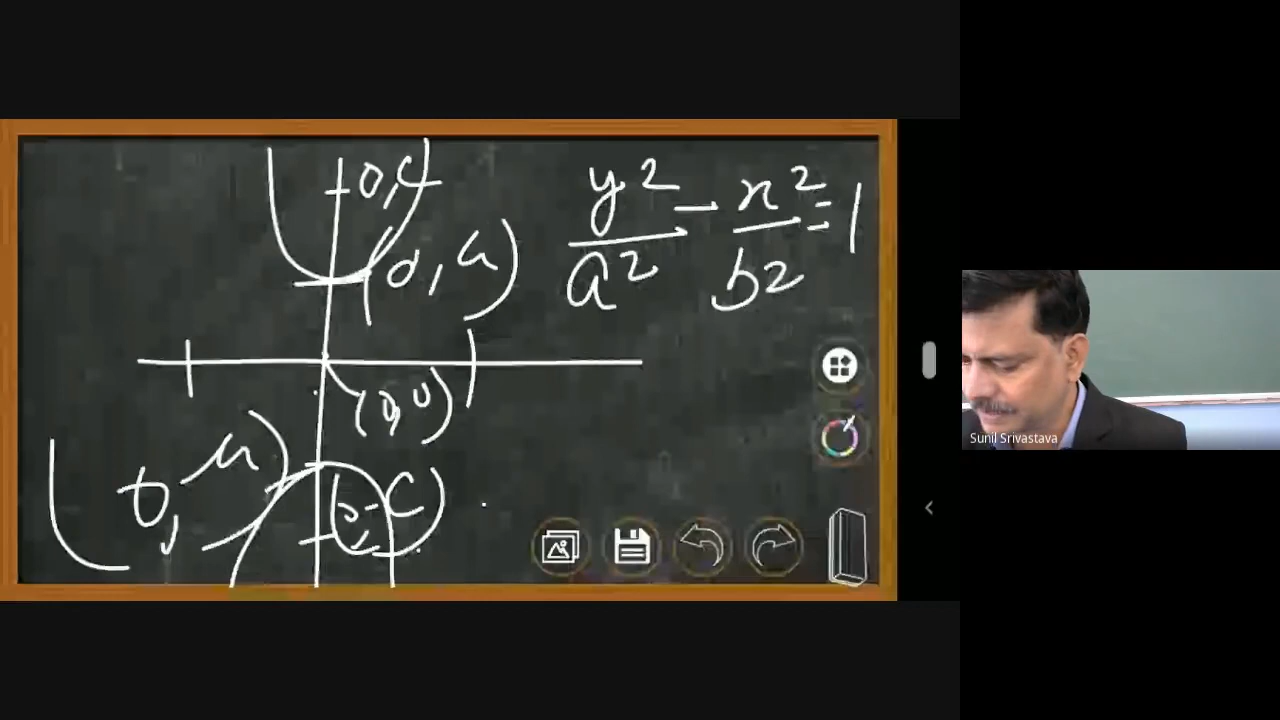 0,c
(0, a)
y2/a2 - x2/b2 = 1
(0,0)
0, -a)
(0-c)
Sunil Srivastava